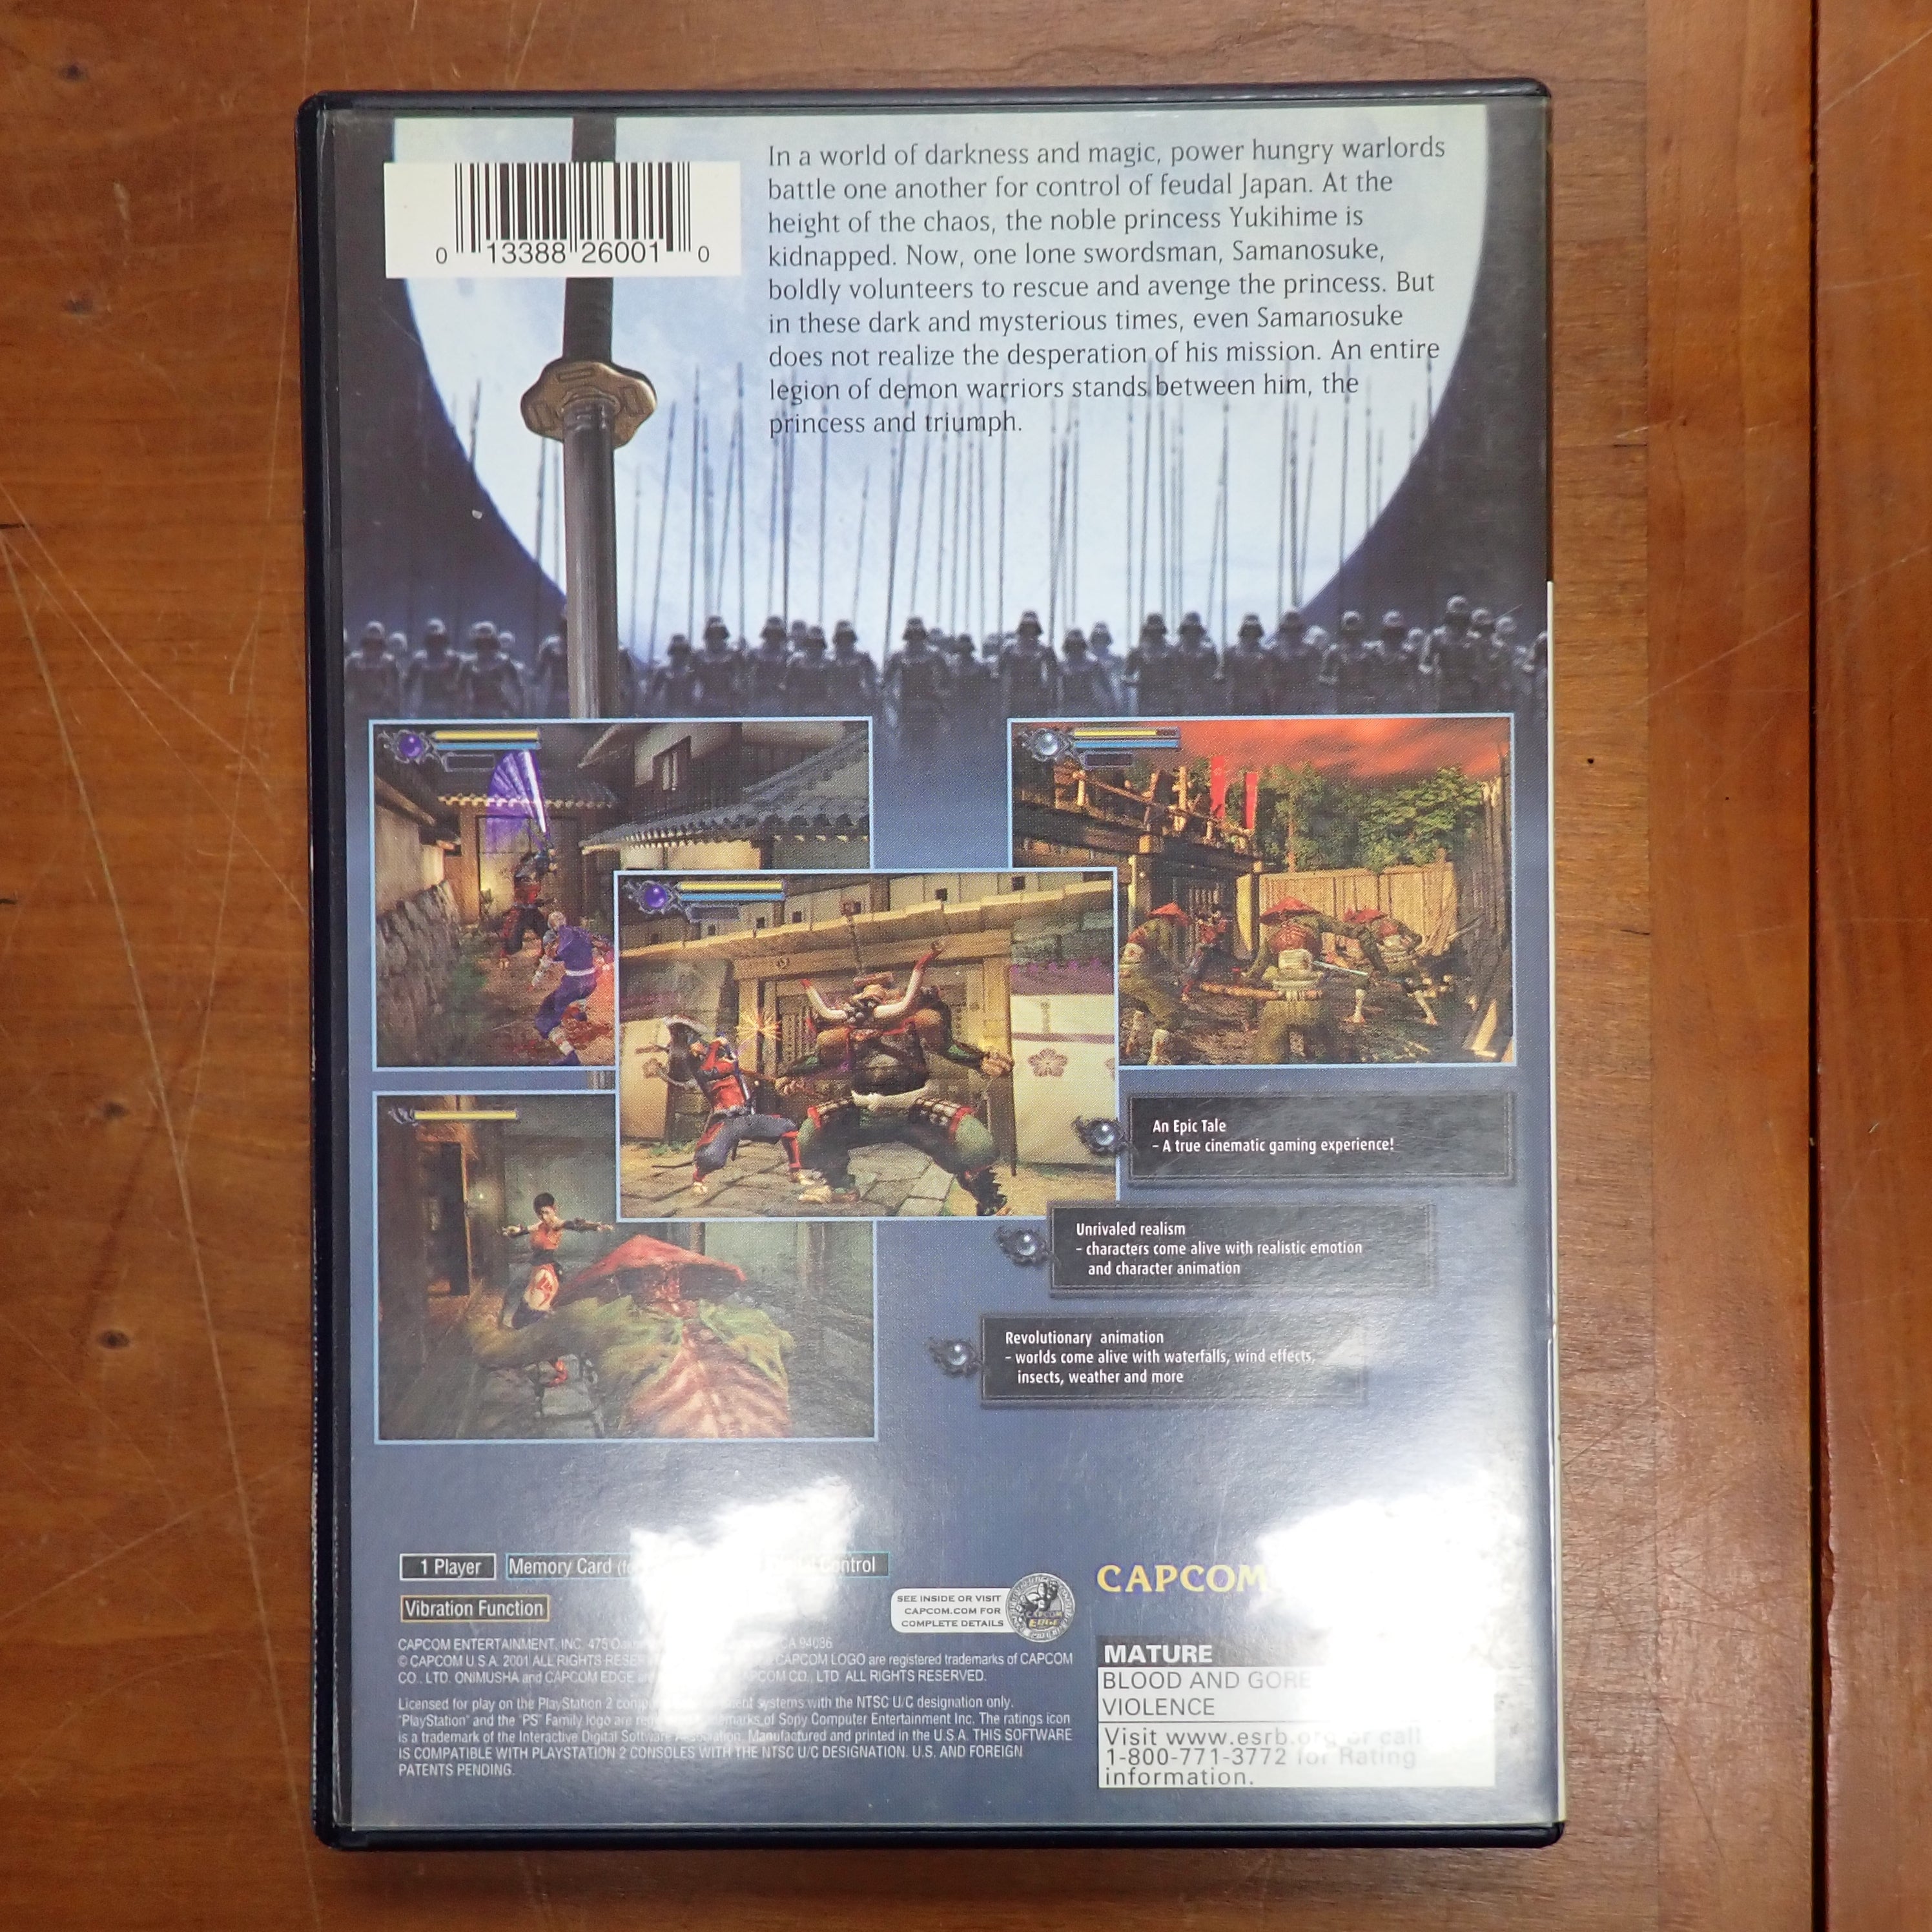 0 13388 26001 0
In a world of darkness and magic, power hungry warlords
battle one another for control of feudal Japan. At the
height of the chaos, the noble princess Yukihime is
kidnapped. Now, one lone swordsman, Samanosuke,
boldly volunteers to rescue and avenge the princess. But
in these dark and mysterious times, even Samanosuke
does not realize the desperation of his mission. An entire
legion of demon warriors stands between him, the
princess and triumph.
An Epic Tale
- A true cinematic gaming experience!
Unrivaled realism
- characters come alive with realistic emotion
and character animation
Revolutionary animation
- worlds come alive with waterfalls, wind effects,
insects, weather and more
1 Player
Memory Card
Control
Vibration Function
SEE INSIDE OR VISIT
CAPCOM.COM FOR
COMPLETE DETAILS
CAPCOM
EDGE
CAPCOM
CAPCOM ENTERTAINMENT, INC. 475 CA 94086
© CAPCOM U.S.A. 2001 ALL RIGHTS CAPCOM LOGO are registered trademarks of CAPCOM
CO., LTD. ONIMUSHA and CAPCOM EDGE CO., LTD. ALL RIGHTS RESERVED.
Licensed for play on the PlayStation 2 systems with the NTSC U/C designation only.
"PlayStation" and the "PS" Family logo are of Sony Computer Entertainment Inc. The ratings icon
is a trademark of the Interactive Digital Software Association. Manufactured and printed in the U.S.A. THIS SOFTWARE
IS COMPATIBLE WITH PLAYSTATION 2 CONSOLES WITH THE NTSC U/C DESIGNATION. U.S. AND FOREIGN
PATENTS PENDING.
MATURE
BLOOD AND GORE
VIOLENCE
Visit www.esrb.org or call
1-800-771-3772 for Rating
information.